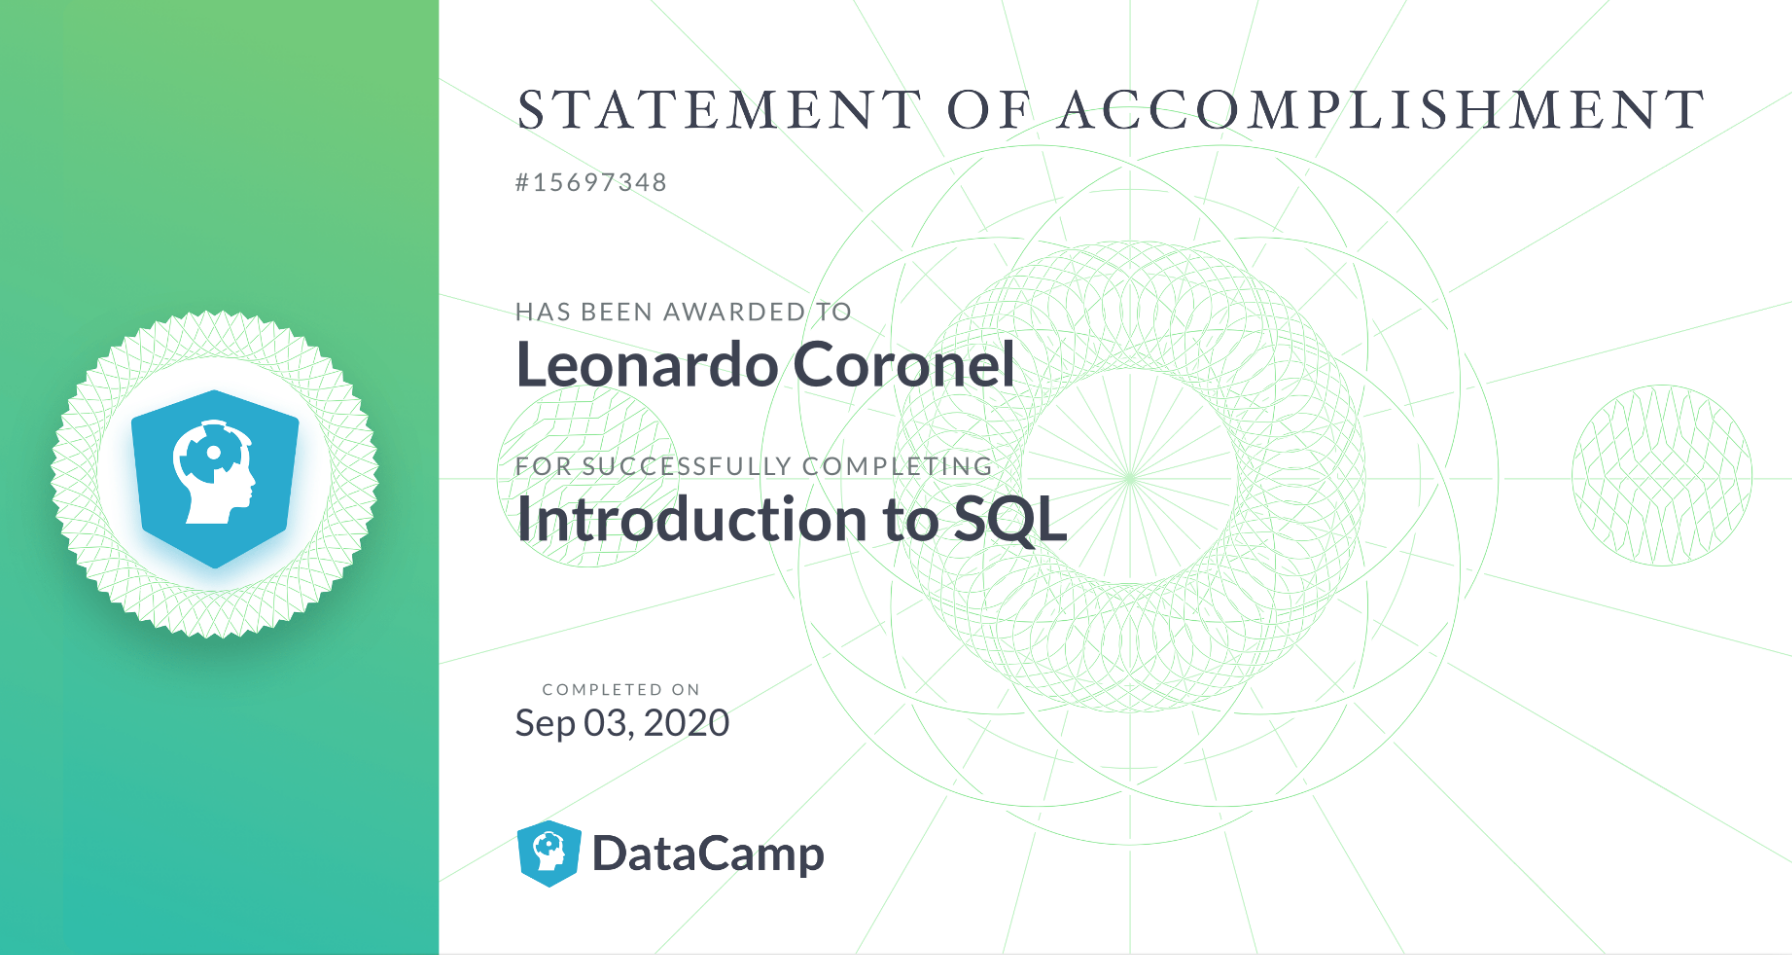 STATEMENT OF ACCOMPLISHMENT
#15697348
HAS BEEN AWARDED TO
Leonardo Coronel
FOR SUCCESSFULLY COMPLETING
Introduction to SQL
COMPLETED ON
Sep 03, 2020
DataCamp